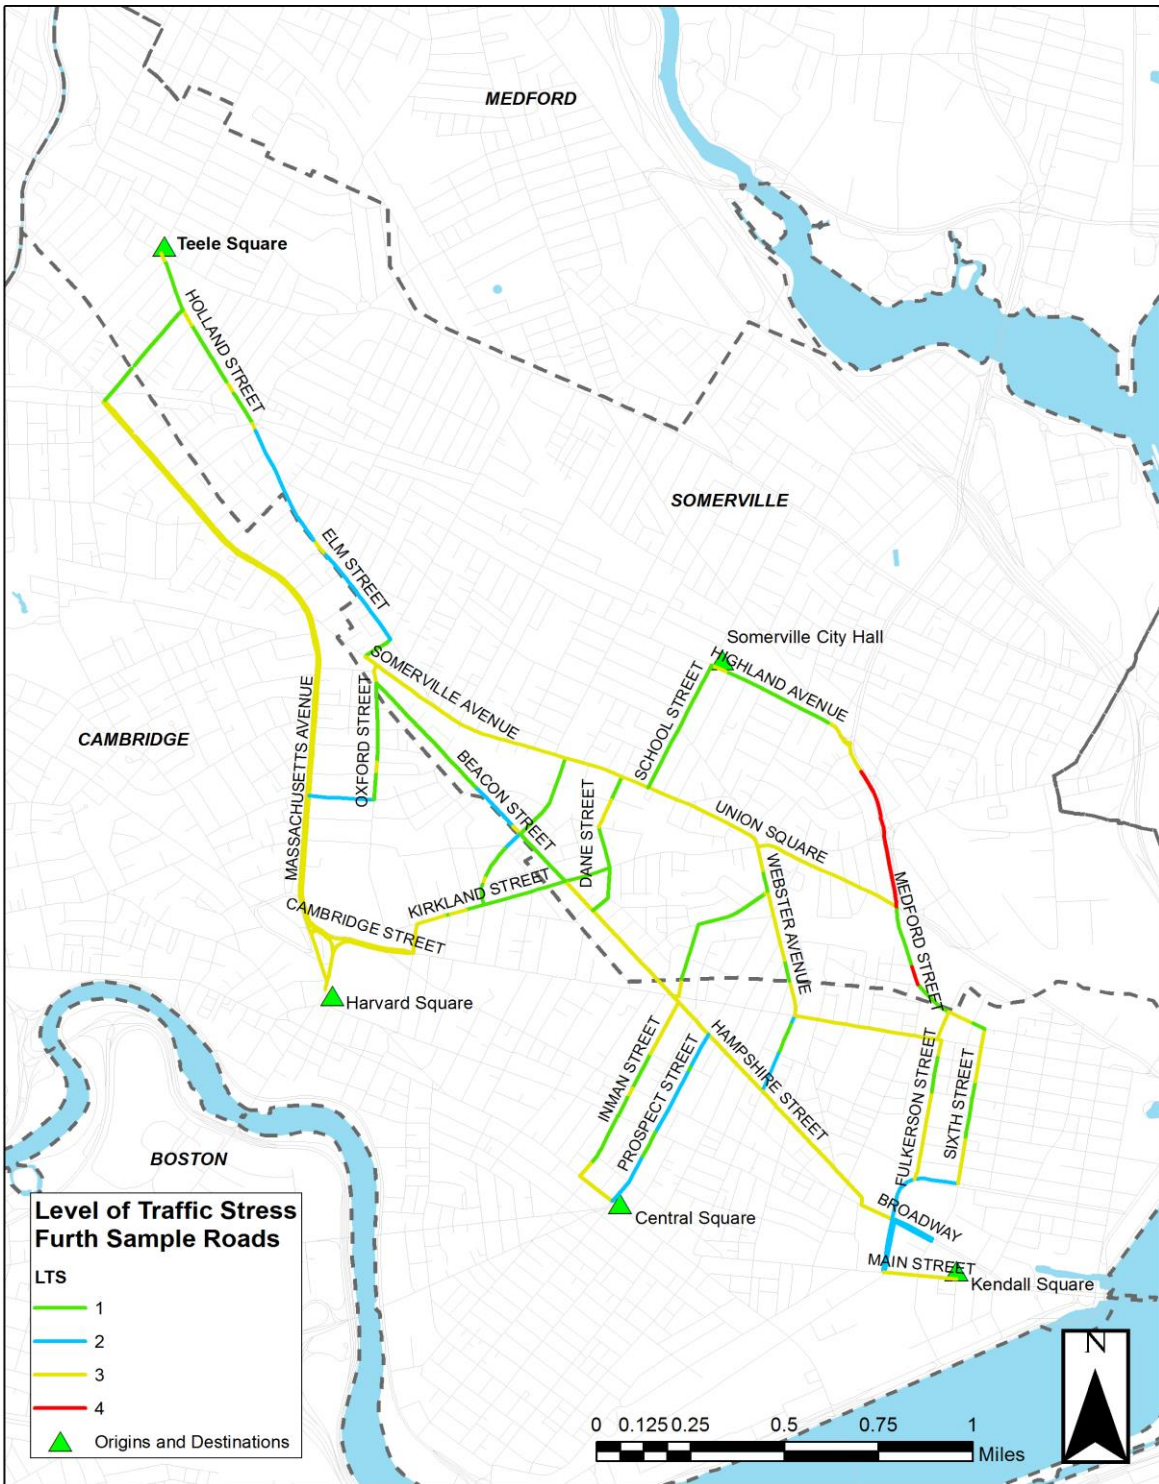 MEDFORD
Teele Square
HOLLAND STREET
SOMERVILLE
ELM STREET
Somerville City Hall
HIGHLAND AVENUE
SOMERVILLE AVENUE
SCHOOL STREET
MASSACHUSETTS AVENUE
OXFORD STREET
CAMBRIDGE
BEACON STREET
DANE STREET
UNION SQUARE
WEBSTER AVENUE
MEDFORD STREET
KIRKLAND STREET
CAMBRIDGE STREET
Harvard Square
INMAN STREET
PROSPECT STREET
HAMPSHIRE STREET
FULKERSON STREET
SIXTH STREET
BOSTON
BROADWAY
Central Square
MAIN STREET
Kendall Square
Level of Traffic Stress
Furth Sample Roads
LTS
1
2
3
4
Origins and Destinations
N
0 0.125 0.25 0.5 0.75 1
Miles